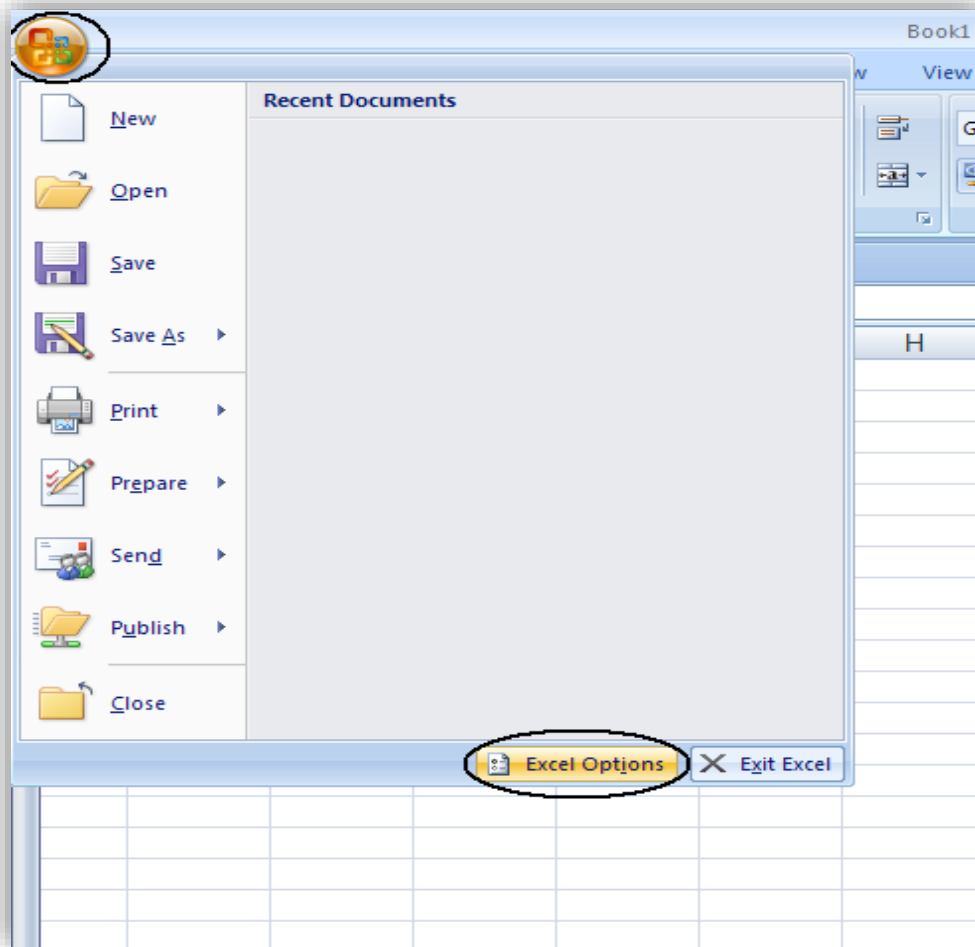 Book1
View
Recent Documents
New
Open
Save
Save As
Print
Prepare
Send
Publish
Close
H
Excel Options
Exit Excel